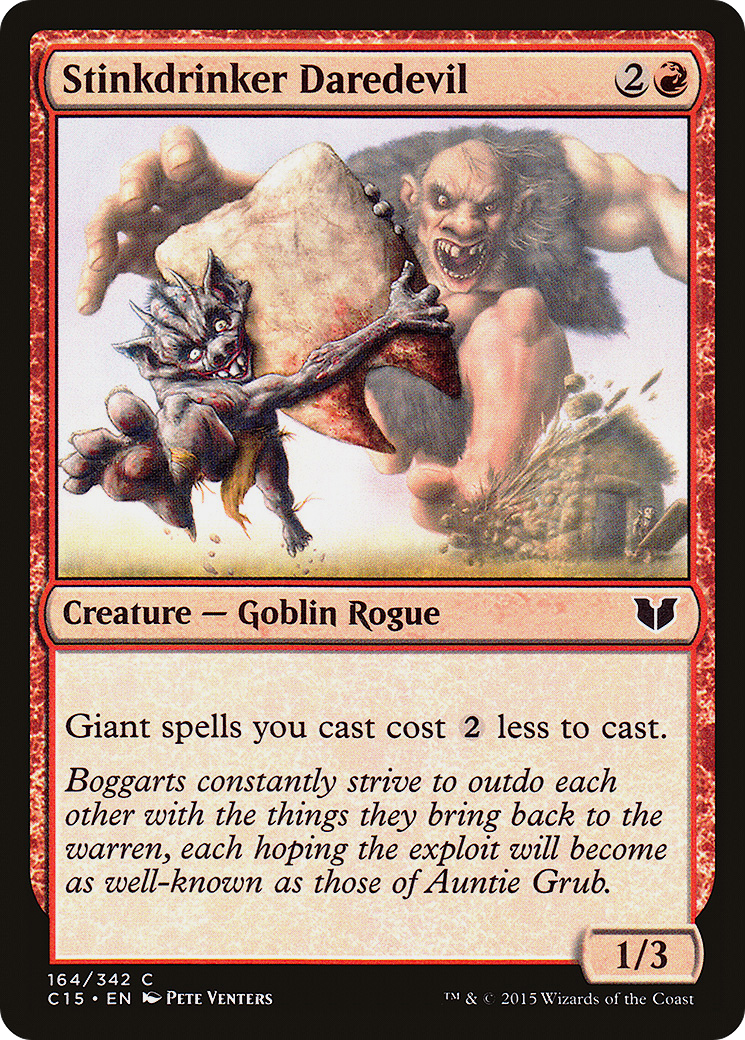 Stinkdrinker Daredevil 2
Creature — Goblin Rogue
Giant spells you cast cost 2 less to cast.
Boggarts constantly strive to outdo each
other with the things they bring back to the
warren, each hoping the exploit will become
as well-known as those of Auntie Grub.
1/3
164/342 C
C15 • EN Pete Venters
™ & © 2015 Wizards of the Coast